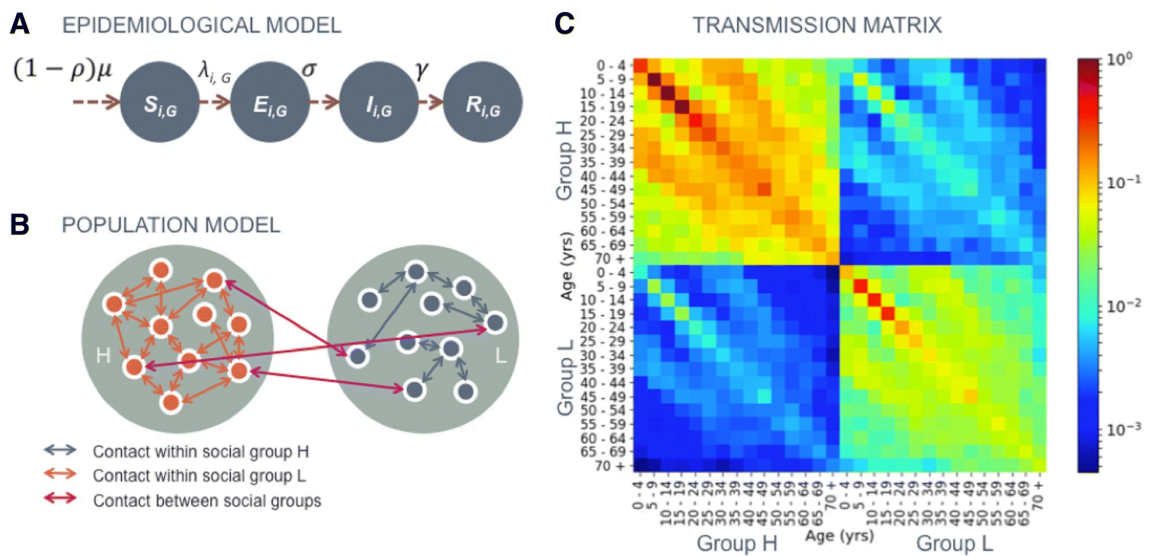 A EPIDEMIOLOGICAL MODEL
(1 − ρ)μ
λi, G
σ
γ
Si,G
Ei,G
Ii,G
Ri,G
B POPULATION MODEL
H
L
Contact within social group H
Contact within social group L
Contact between social groups
C TRANSMISSION MATRIX
Group H
Group L
Age (yrs)
0 - 4
5 - 9
10 - 14
15 - 19
20 - 24
25 - 29
30 - 34
35 - 39
40 - 44
45 - 49
50 - 54
55 - 59
60 - 64
65 - 69
70 +
0 - 4
5 - 9
10 - 14
15 - 19
20 - 24
25 - 29
30 - 34
35 - 39
40 - 44
45 - 49
50 - 54
55 - 59
60 - 64
65 - 69
70 +
0 - 4
5 - 9
10 - 14
15 - 19
20 - 24
25 - 29
30 - 34
35 - 39
40 - 44
45 - 49
50 - 54
55 - 59
60 - 64
65 - 69
70 +
0 - 4
5 - 9
10 - 14
15 - 19
20 - 24
25 - 29
30 - 34
35 - 39
40 - 44
45 - 49
50 - 54
55 - 59
60 - 64
65 - 69
70 +
Age (yrs)
Group H
Group L
10⁰
10⁻¹
10⁻²
10⁻³